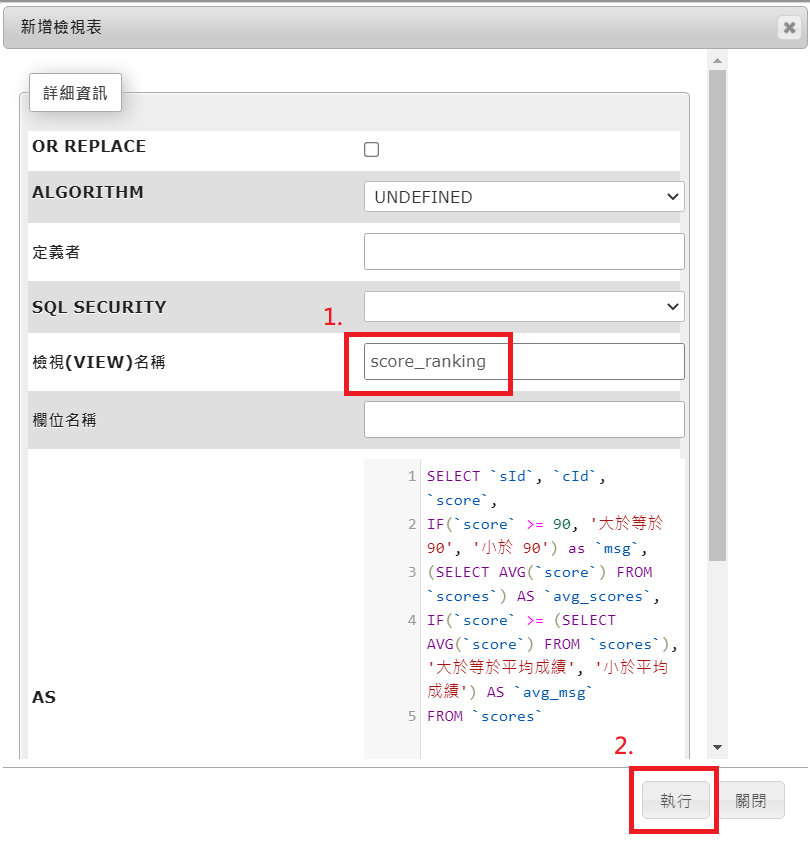 新增檢視表
詳細資訊
OR REPLACE
ALGORITHM
UNDEFINED
定義者
SQL SECURITY
1.
檢視(VIEW)名稱
score_ranking
欄位名稱
AS
1 SELECT `sId`, `cId`,
`score`,
2 IF(`score` >= 90, '大於等於
90', '小於 90') as `msg`,
3 (SELECT AVG(`score`) FROM
`scores`) AS `avg_scores`,
4 IF(`score` >= (SELECT
AVG(`score`) FROM `scores`),
'大於等於平均成績', '小於平均
成績') AS `avg_msg`
5 FROM `scores`
2.
執行
關閉